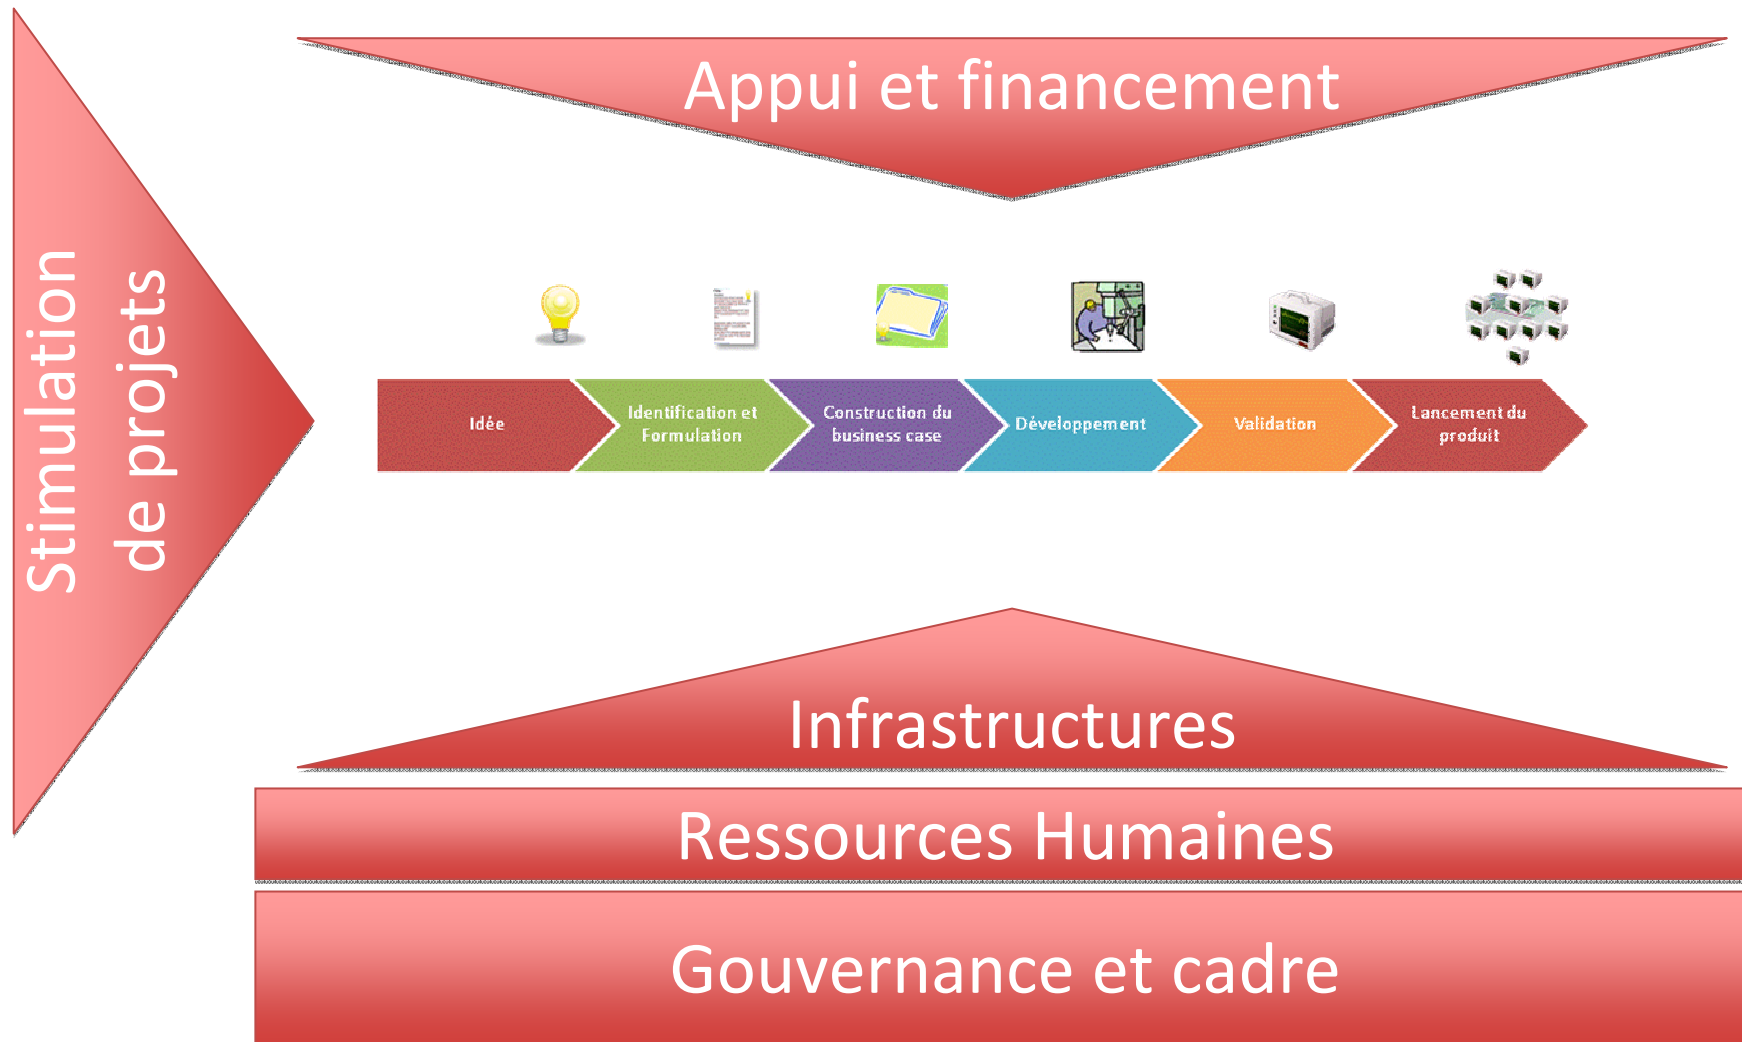 Appui et financement
Stimulation
de projets
Idée
Identification et
Formulation
Construction du
business case
Développement
Validation
Lancement du
produit
Infrastructures
Ressources Humaines
Gouvernance et cadre